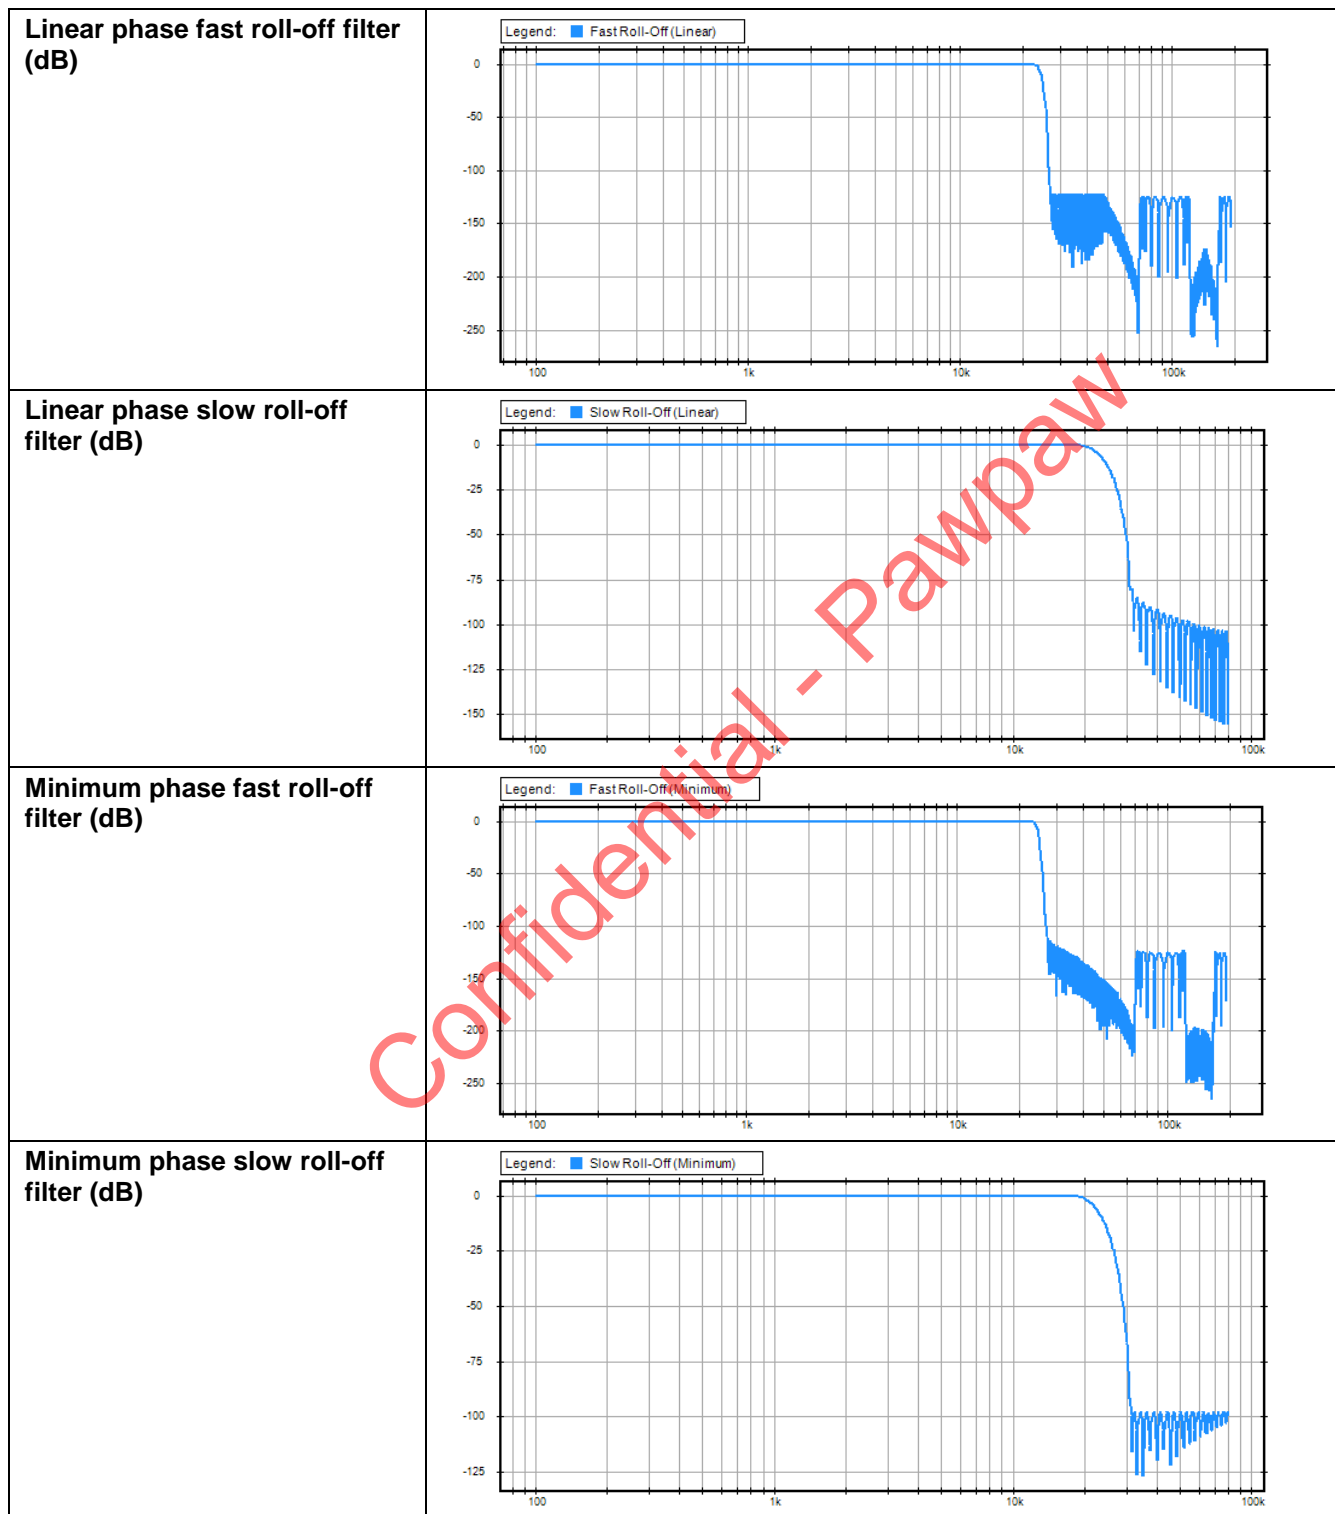 Linear phase fast roll-off filter
(dB)
Legend: Fast Roll-Off (Linear)
0
-50
-100
-150
-200
-250
100 1k 10k 100k
Linear phase slow roll-off
filter (dB)
Legend: Slow Roll-Off (Linear)
0
-25
-50
-75
-100
-125
-150
100 1k 10k 100k
Minimum phase fast roll-off
filter (dB)
Legend: Fast Roll-Off (Minimum)
0
-50
-100
-150
-200
-250
100 1k 10k 100k
Minimum phase slow roll-off
filter (dB)
Legend: Slow Roll-Off (Minimum)
0
-25
-50
-75
-100
-125
100 1k 10k 100k
Confidential - Pawpaw